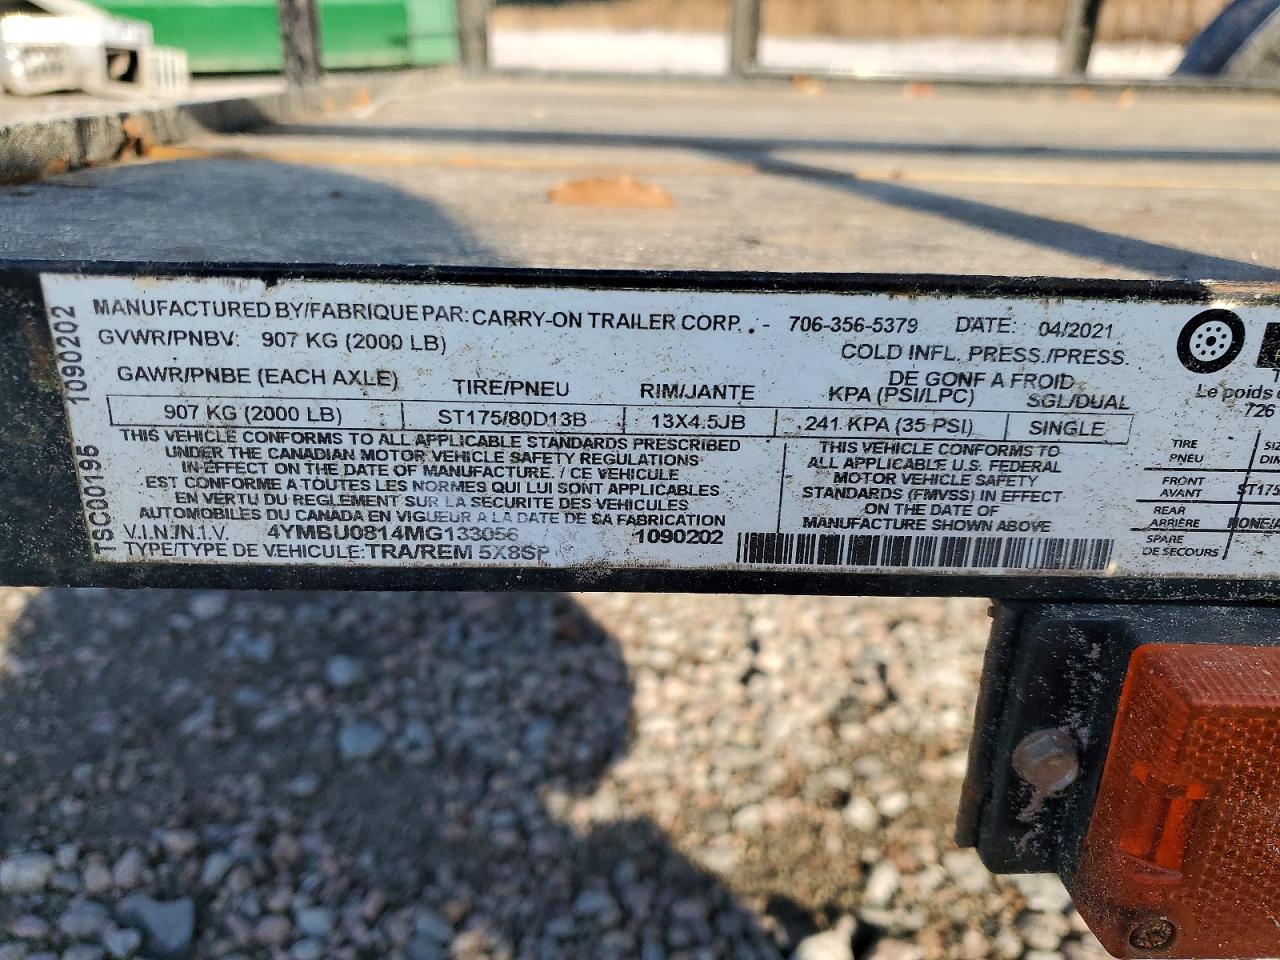 MANUFACTURED BY/FABRIQUE PAR: CARRY-ON TRAILER CORP. - 706-356-5379 DATE: 04/2021
GVWR/PNBV: 907 KG (2000 LB)
COLD INFL. PRESS./PRESS.
DE GONF A FROID
GAWR/PNBE (EACH AXLE) TIRE/PNEU RIM/JANTE KPA (PSI/LPC) SGL/DUAL
907 KG (2000 LB) ST175/80D13B 13X4.5JB 241 KPA (35 PSI) SINGLE
THIS VEHICLE CONFORMS TO ALL APPLICABLE STANDARDS PRESCRIBED
UNDER THE CANADIAN MOTOR VEHICLE SAFETY REGULATIONS
IN EFFECT ON THE DATE OF MANUFACTURE / CE VEHICULE
EST CONFORME A TOUTES LES NORMES QUI LUI SONT APPLICABLES
EN VERTU DU REGLEMENT SUR LA SECURITE DES VEHICULES
AUTOMOBILES DU CANADA EN VIGUEUR A LA DATE DE SA FABRICATION
THIS VEHICLE CONFORMS TO
ALL APPLICABLE U.S. FEDERAL
MOTOR VEHICLE SAFETY
STANDARDS (FMVSS) IN EFFECT
ON THE DATE OF
MANUFACTURE SHOWN ABOVE
V.I.N./N.I.V. 4YMBU0814MG133056 1090202
TYPE/TYPE DE VEHICULE: TRA/REM 5X8SP
TSC00195 1090202
Le poids
726
TIRE
PNEU
FRONT
AVANT
ST175
REAR
ARRIÈRE
NONE
SPARE
DE SECOURS